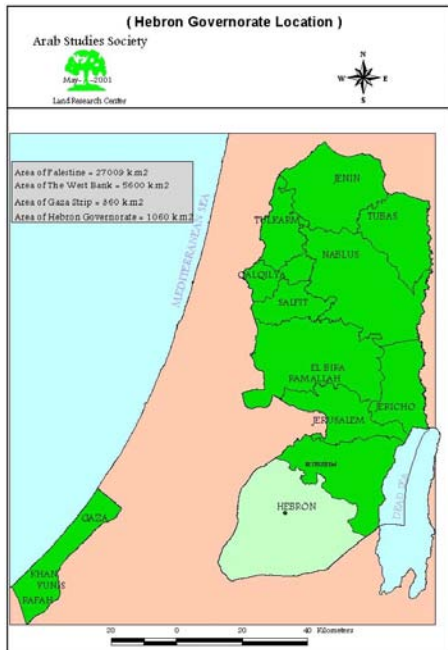 ( Hebron Governorate Location )
Arab Studies Society
May- -2001
Land Research Center
N
W E
S
Area of Palestine = 27009 km2
Area of The West Bank = 5600 km2
Area of Gaza Strip = 360 km2
Area of Hebron Governorate = 1060 km2
MEDITERRANEAN SEA
JENIN
TUBAS
TULKARM
NABLUS
QALQILYA
SALFIT
EL BIRA
RAMALLAH
JERICHO
JERUSALEM
DEAD SEA
HEBRON
GAZA
KHAN
YUNIS
RAFAH
20 0 20 40 Kilometers